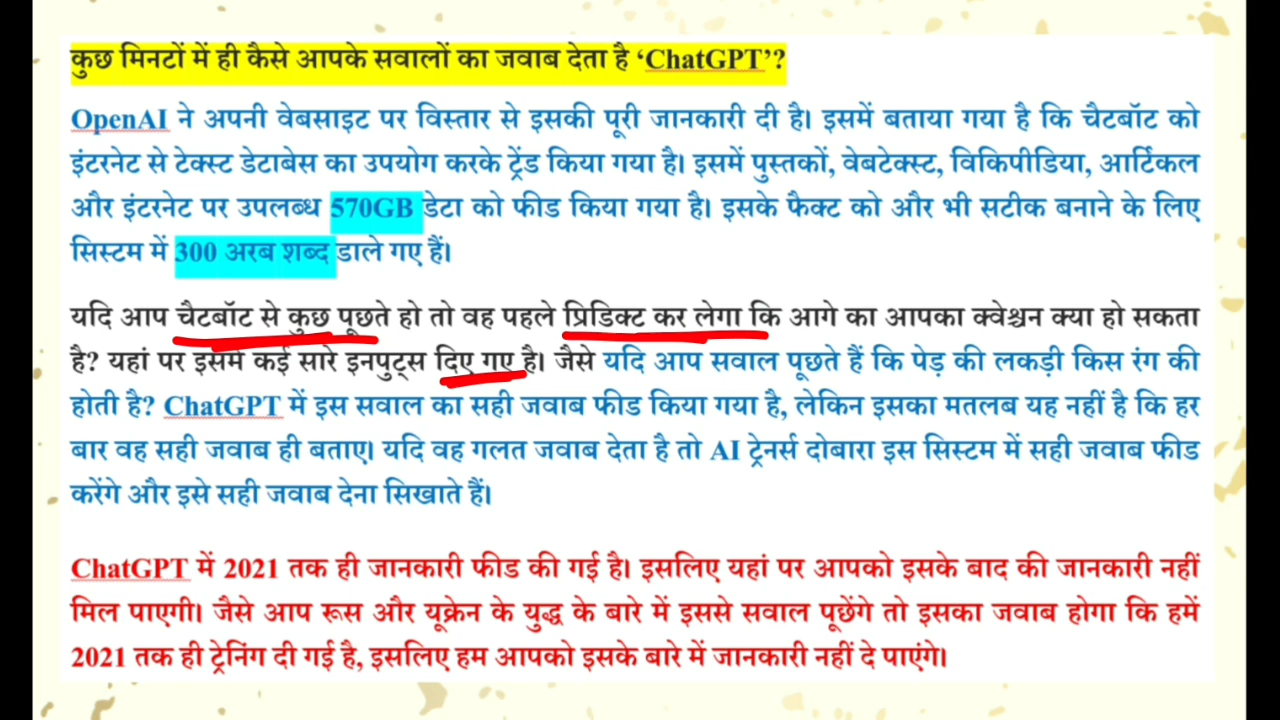 कुछ मिनटों में ही कैसे आपके सवालों का जवाब देता है ‘ChatGPT’?
OpenAI ने अपनी वेबसाइट पर विस्तार से इसकी पूरी जानकारी दी है। इसमें बताया गया है कि चैटबॉट को
इंटरनेट से टेक्स्ट डेटाबेस का उपयोग करके ट्रेंड किया गया है। इसमें पुस्तकों, वेबटेक्स्ट, विकिपीडिया, आर्टिकल
और इंटरनेट पर उपलब्ध 570GB डेटा को फीड किया गया है। इसके फैक्ट को और भी सटीक बनाने के लिए
सिस्टम में 300 अरब शब्द डाले गए हैं।
यदि आप चैटबॉट से कुछ पूछते हो तो वह पहले प्रिडिक्ट कर लेगा कि आगे का आपका क्वेश्चन क्या हो सकता
है? यहां पर इसमें कई सारे इनपुट्स दिए गए है। जैसे यदि आप सवाल पूछते हैं कि पेड़ की लकड़ी किस रंग की
होती है? ChatGPT में इस सवाल का सही जवाब फीड किया गया है, लेकिन इसका मतलब यह नहीं है कि हर
बार वह सही जवाब ही बताए। यदि वह गलत जवाब देता है तो AI ट्रेनर्स दोबारा इस सिस्टम में सही जवाब फीड
करेंगे और इसे सही जवाब देना सिखाते हैं।
ChatGPT में 2021 तक ही जानकारी फीड की गई है। इसलिए यहां पर आपको इसके बाद की जानकारी नहीं
मिल पाएगी। जैसे आप रूस और यूक्रेन के युद्ध के बारे में इससे सवाल पूछेंगे तो इसका जवाब होगा कि हमें
2021 तक ही ट्रेनिंग दी गई है, इसलिए हम आपको इसके बारे में जानकारी नहीं दे पाएंगे।